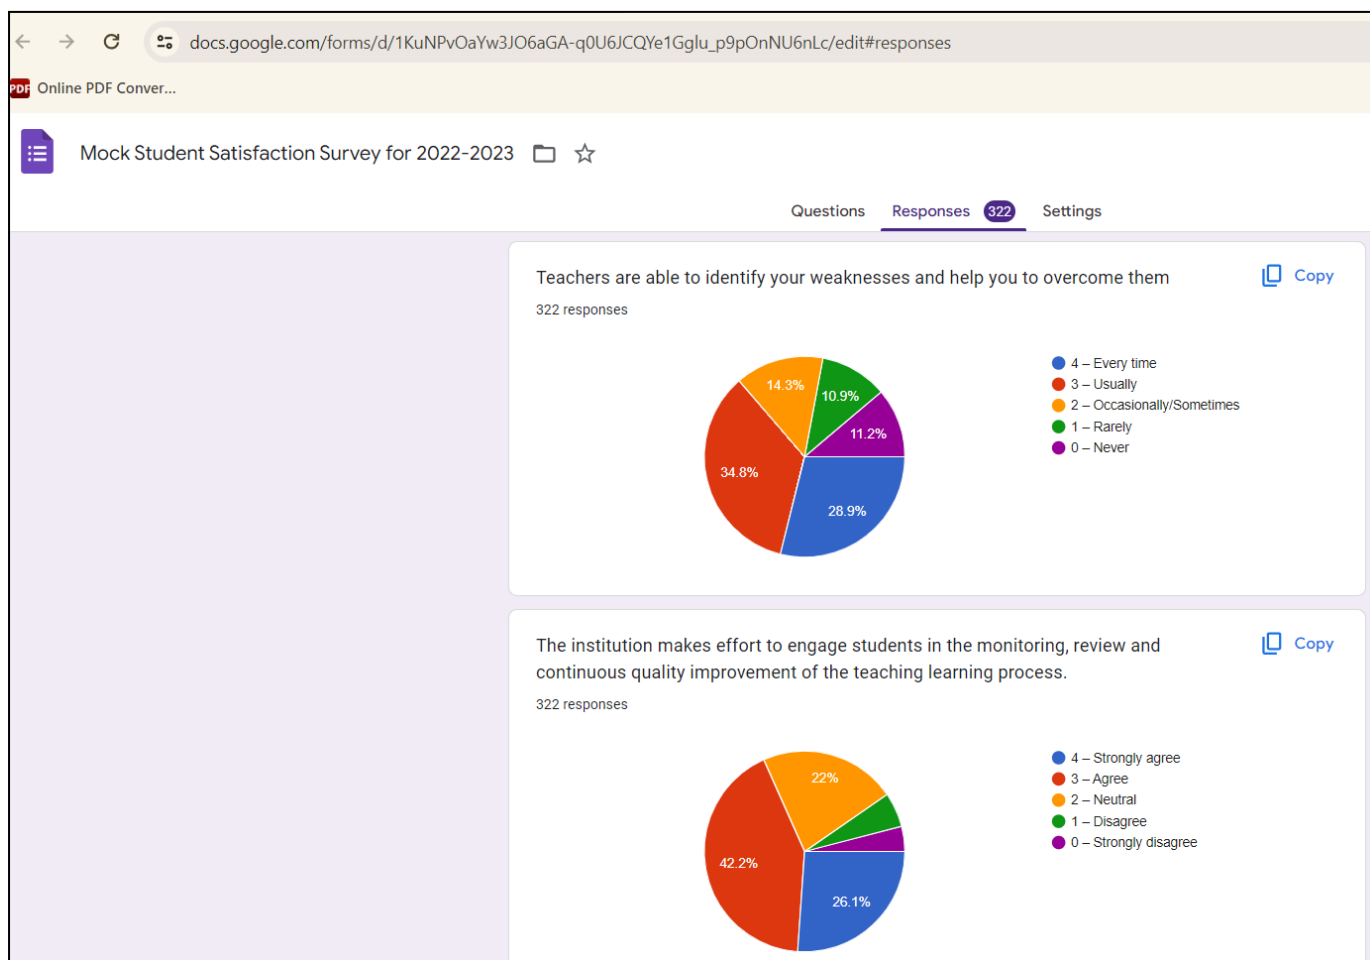 docs.google.com/forms/d/1KuNPvOaYw3JO6aGA-q0U6JCQYe1Gglu_p9pOnNU6nLc/edit#responses
PDF Online PDF Conver...
Mock Student Satisfaction Survey for 2022-2023
Questions Responses 322 Settings
Teachers are able to identify your weaknesses and help you to overcome them
Copy
322 responses
14.3%
10.9%
11.2%
34.8%
28.9%
4 – Every time
3 – Usually
2 – Occasionally/Sometimes
1 – Rarely
0 – Never
The institution makes effort to engage students in the monitoring, review and
continuous quality improvement of the teaching learning process.
Copy
322 responses
22%
42.2%
26.1%
4 – Strongly agree
3 – Agree
2 – Neutral
1 – Disagree
0 – Strongly disagree